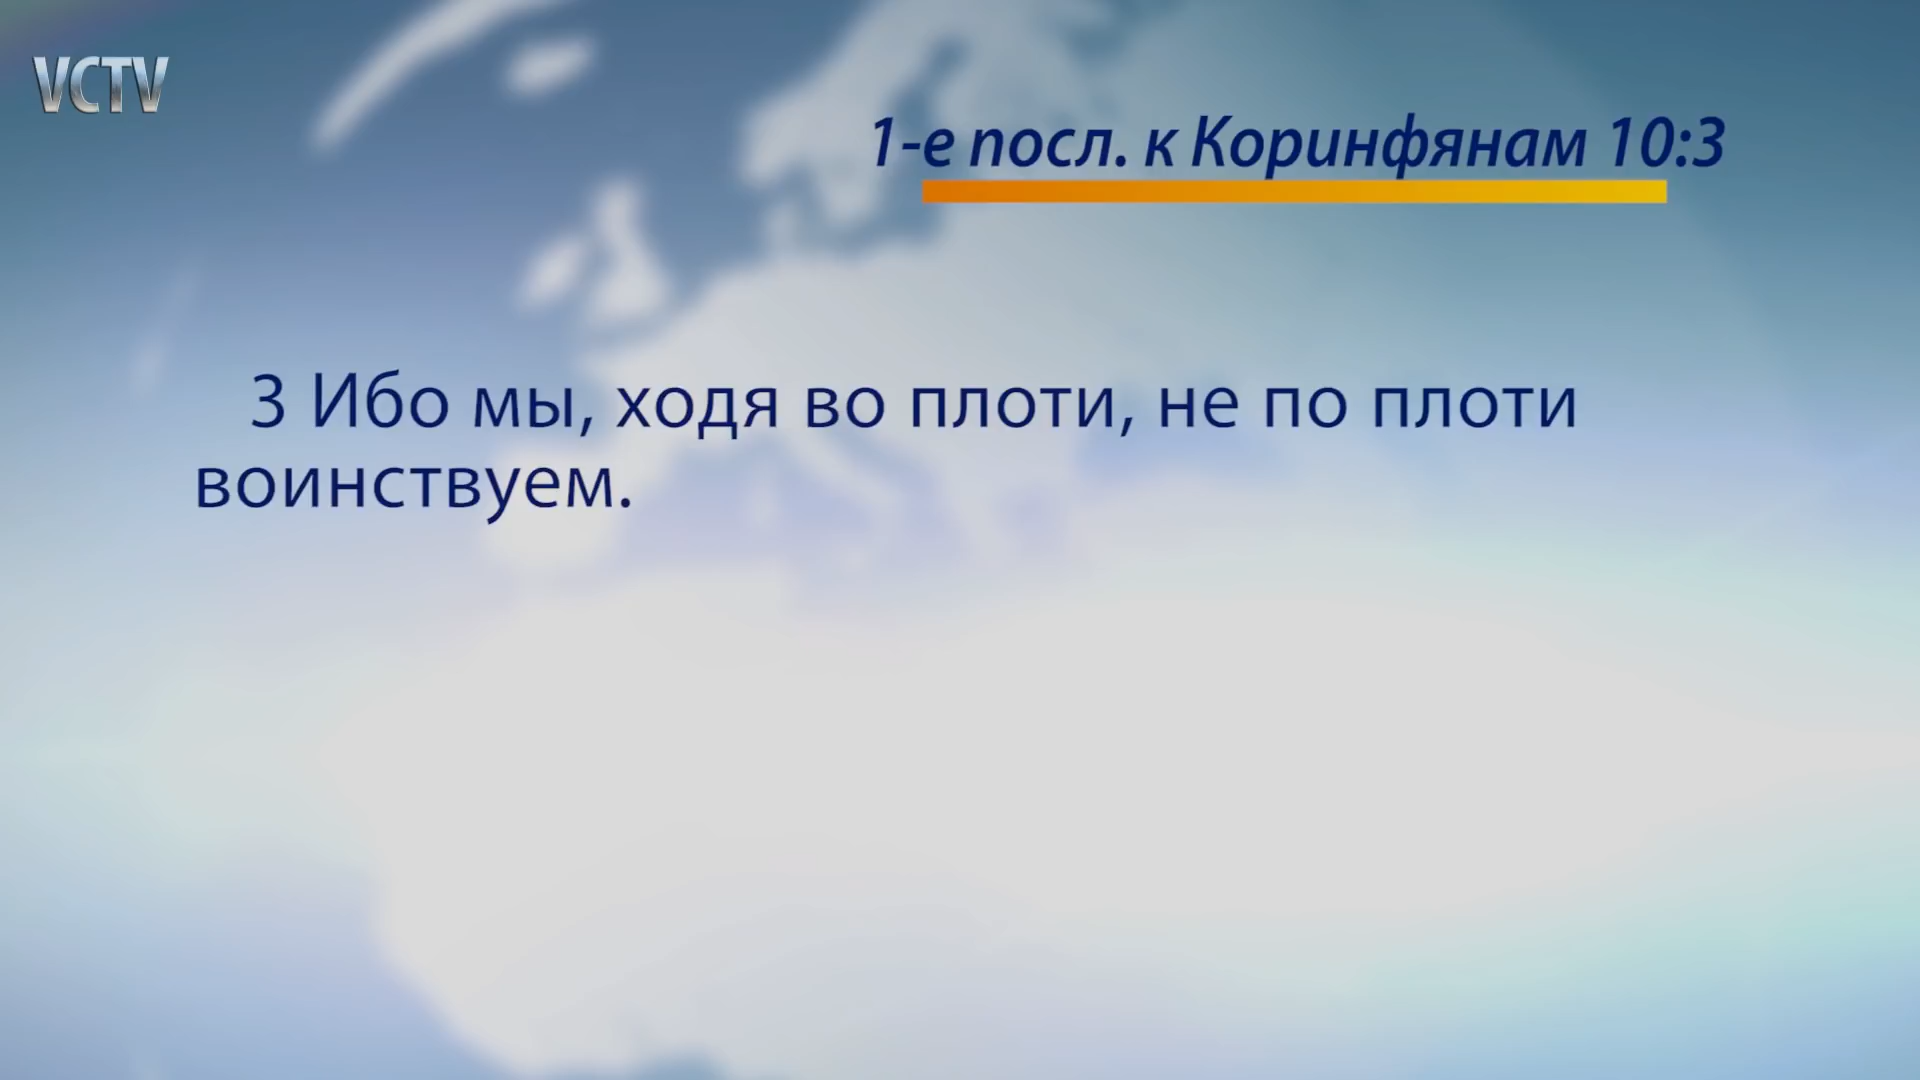 VCTV
1-е посл. к Коринфянам 10:3
3 Ибо мы, ходя во плоти, не по плоти
воинствуем.